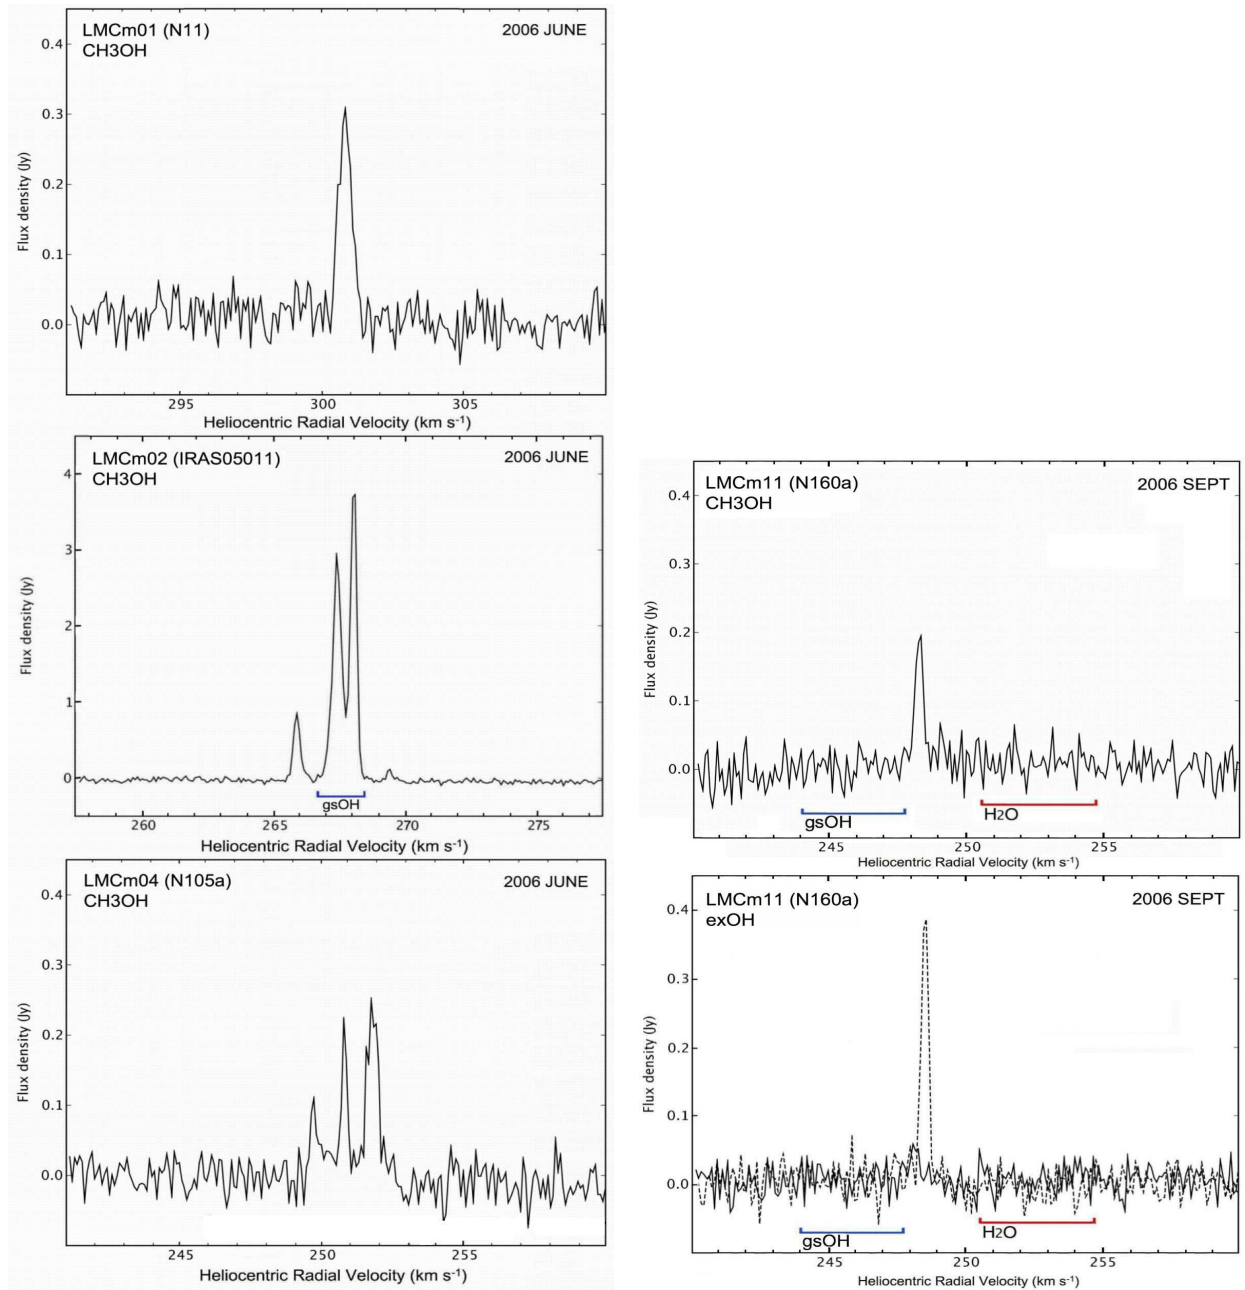 LMCm01 (N11)
CH3OH
2006 JUNE
0.4
0.3
0.2
0.1
0.0
Flux density (Jy)
295
300
305
Heliocentric Radial Velocity (km s-1)
LMCm02 (IRAS05011)
CH3OH
2006 JUNE
4
3
2
1
0
Flux density (Jy)
gsOH
260
265
270
275
Heliocentric Radial Velocity (km s-1)
LMCm04 (N105a)
CH3OH
2006 JUNE
0.4
0.3
0.2
0.1
0.0
Flux density (Jy)
245
250
255
Heliocentric Radial Velocity (km s-1)
LMCm11 (N160a)
CH3OH
2006 SEPT
0.4
0.3
0.2
0.1
0.0
Flux density (Jy)
gsOH
H2O
245
250
255
Heliocentric Radial Velocity (km s-1)
LMCm11 (N160a)
exOH
2006 SEPT
0.4
0.3
0.2
0.1
0.0
Flux density (Jy)
gsOH
H2O
245
250
255
Heliocentric Radial Velocity (km s-1)